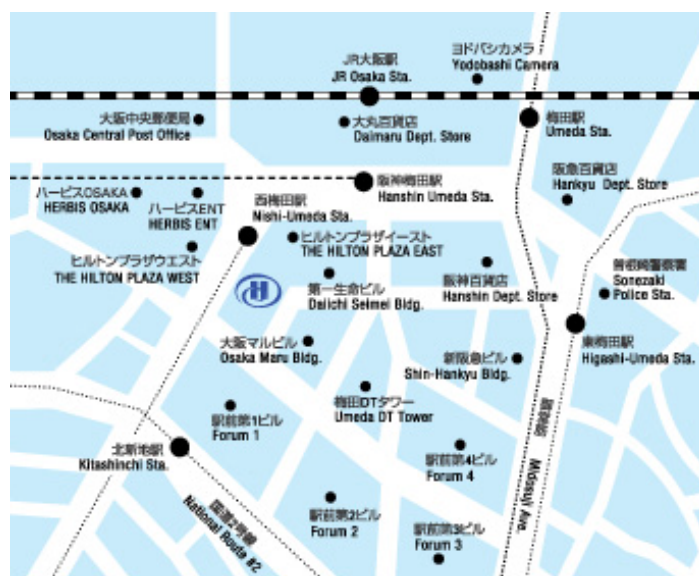 JR大阪駅
JR Osaka Sta.
ヨドバシカメラ
Yodobashi Camera
大阪中央郵便局
Osaka Central Post Office
大丸百貨店
Daimaru Dept. Store
梅田駅
Umeda Sta.
阪神梅田駅
Hanshin Umeda Sta.
阪急百貨店
Hankyu Dept. Store
ハービスOSAKA
HERBIS OSAKA
ハービスENT
HERBIS ENT
西梅田駅
Nishi-Umeda Sta.
ヒルトンプラザイースト
THE HILTON PLAZA EAST
ヒルトンプラザウエスト
THE HILTON PLAZA WEST
H
第一生命ビル
Daiichi Seimei Bldg.
阪神百貨店
Hanshin Dept. Store
曽根崎警察署
Sonezaki
Police Sta.
大阪マルビル
Osaka Maru Bldg.
新阪急ビル
Shin-Hankyu Bldg.
東梅田駅
Higashi-Umeda Sta.
駅前第1ビル
Forum 1
梅田DTタワー
Umeda DT Tower
御堂筋
Midosuji Ave.
北新地駅
Kitashinchi Sta.
駅前第4ビル
Forum 4
国道2号線
National Route #2
駅前第2ビル
Forum 2
駅前第3ビル
Forum 3